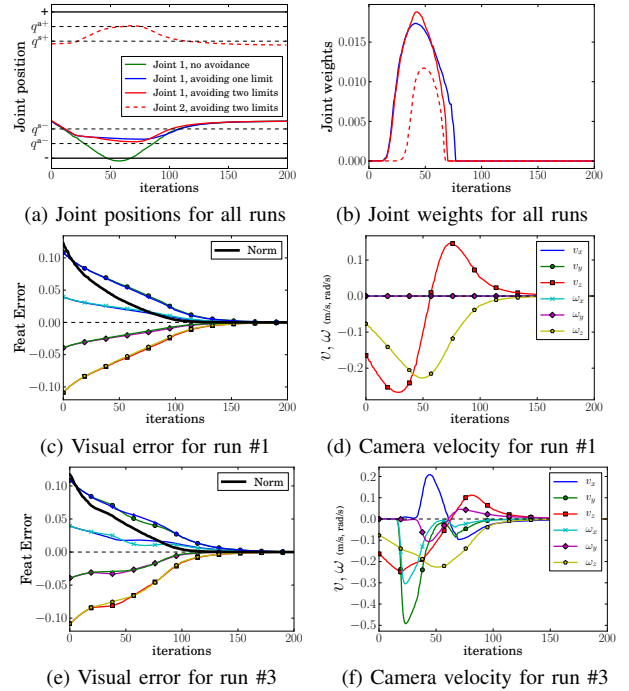 Joint position
+
q^{a+}
q^{s+}
q^{s−}
q^{a−}
-
Joint 1, no avoidance
Joint 1, avoiding one limit
Joint 1, avoiding two limits
Joint 2, avoiding two limits
0 50 100 150 200
iterations
(a) Joint positions for all runs
Joint weights
0.015
0.010
0.005
0.000
0 50 100 150 200
iterations
(b) Joint weights for all runs
Feat Error
0.10
0.05
0.00
−0.05
−0.10
Norm
0 50 100 150 200
iterations
(c) Visual error for run #1
v, ω (m/s, rad/s)
0.1
0.0
−0.1
−0.2
v_x
v_y
v_z
ω_x
ω_y
ω_z
0 50 100 150 200
iterations
(d) Camera velocity for run #1
Feat Error
0.10
0.05
0.00
−0.05
−0.10
Norm
0 50 100 150 200
iterations
(e) Visual error for run #3
v, ω (m/s, rad/s)
0.2
0.1
0.0
−0.1
−0.2
−0.3
−0.4
−0.5
v_x
v_y
v_z
ω_x
ω_y
ω_z
0 50 100 150 200
iterations
(f) Camera velocity for run #3